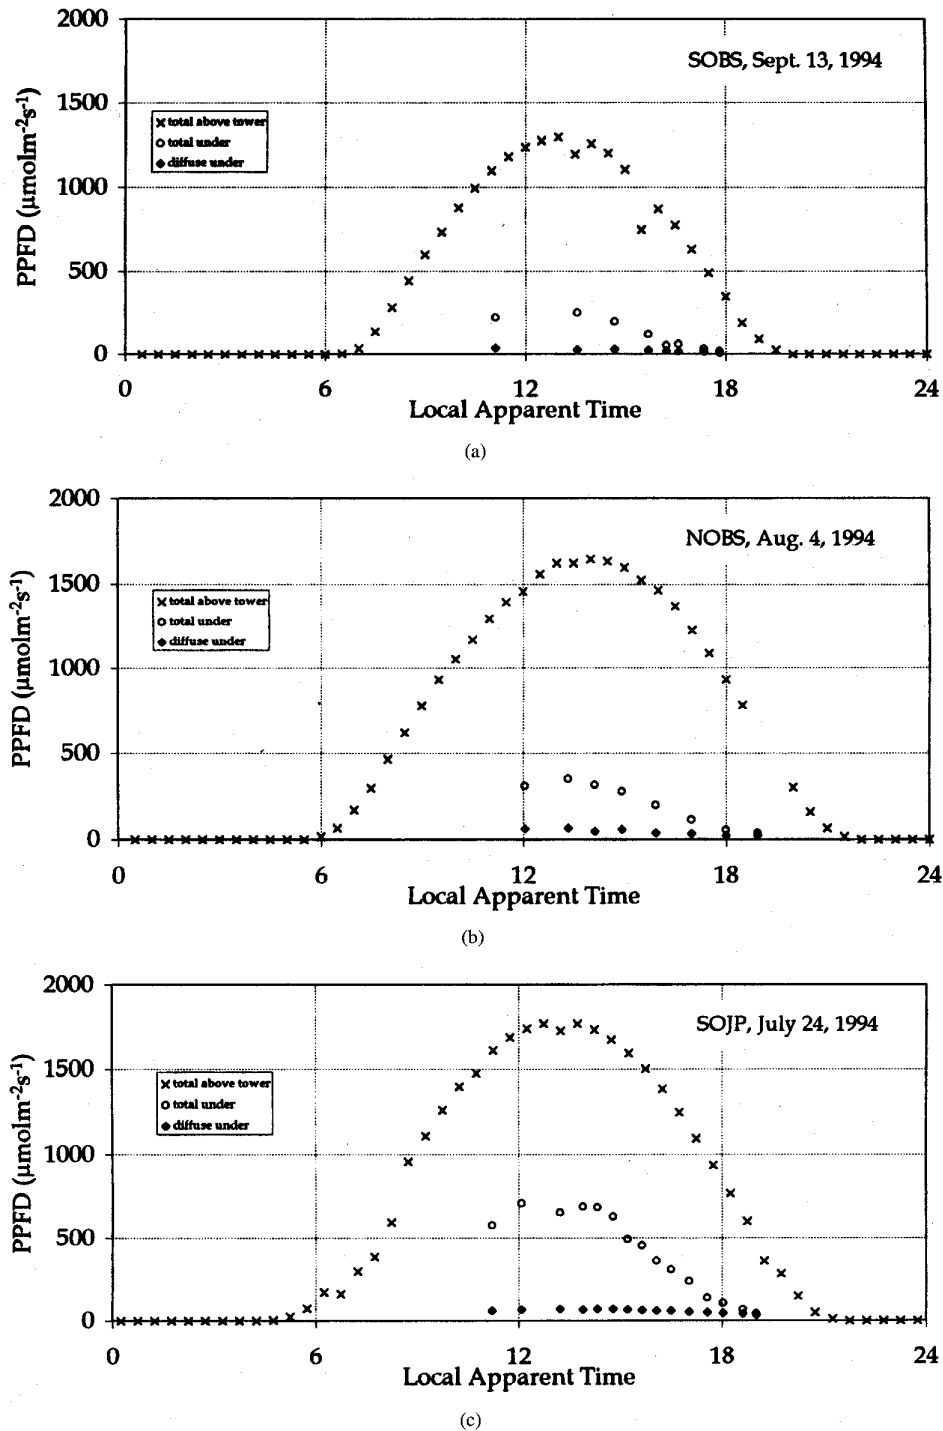 2000
SOBS, Sept. 13, 1994
1500
× total above tower
○ total under
◆ diffuse under
1000
500
0
PPFD (µmolm⁻²s⁻¹)
0 6 12 18 24
Local Apparent Time
(a)
2000
NOBS, Aug. 4, 1994
1500
× total above tower
○ total under
◆ diffuse under
1000
500
0
PPFD (µmolm⁻²s⁻¹)
0 6 12 18 24
Local Apparent Time
(b)
2000
SOJP, July 24, 1994
1500
× total above tower
○ total under
◆ diffuse under
1000
500
0
PPFD (µmolm⁻²s⁻¹)
0 6 12 18 24
Local Apparent Time
(c)